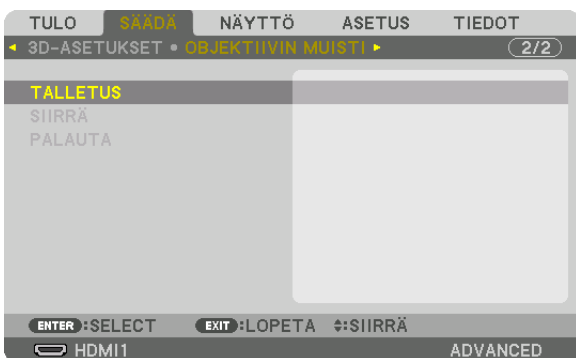 TULO SÄÄDÄ NÄYTTÖ ASETUS TIEDOT
3D-ASETUKSET • OBJEKTIIVIN MUISTI 2/2
TALLETUS
SIIRRÄ
PALAUTA
ENTER :SELECT EXIT :LOPETA :SIIRRÄ
HDMI1 ADVANCED